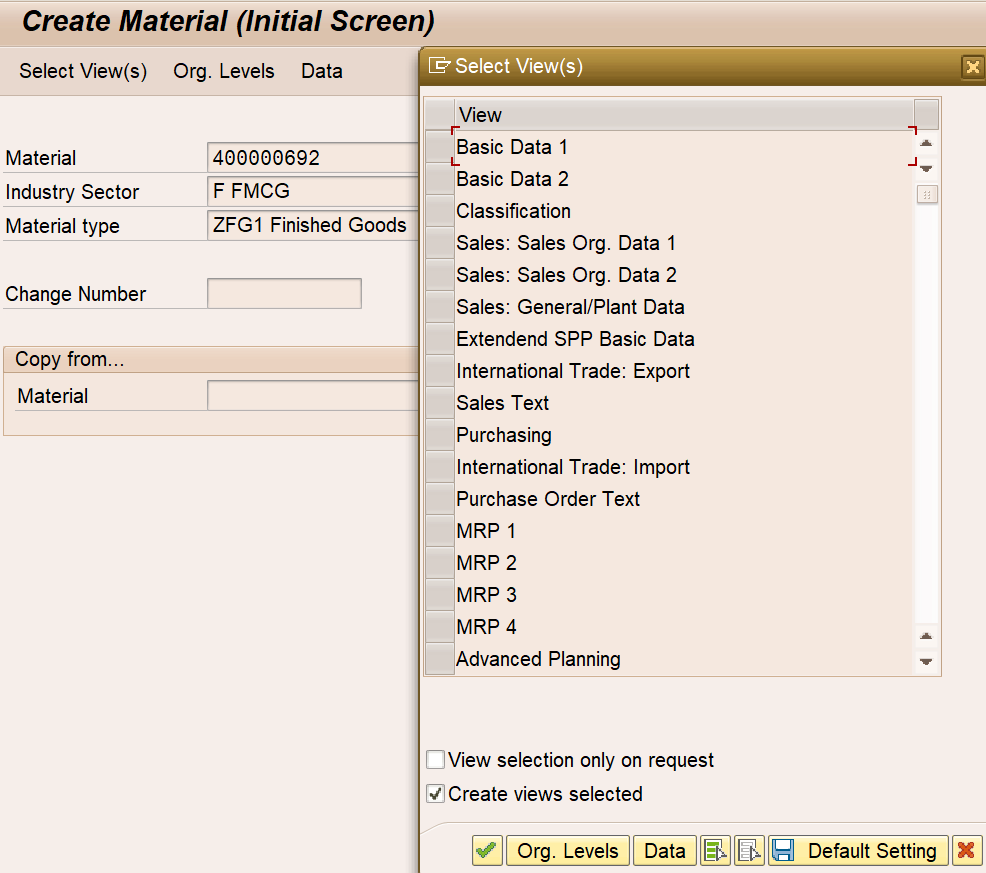 Create Material (Initial Screen)
Select View(s) Org. Levels Data
Material 400000692
Industry Sector F FMCG
Material type ZFG1 Finished Goods
Change Number
Copy from...
Material
Select View(s)
View
Basic Data 1
Basic Data 2
Classification
Sales: Sales Org. Data 1
Sales: Sales Org. Data 2
Sales: General/Plant Data
Extendend SPP Basic Data
International Trade: Export
Sales Text
Purchasing
International Trade: Import
Purchase Order Text
MRP 1
MRP 2
MRP 3
MRP 4
Advanced Planning
View selection only on request
Create views selected
Org. Levels Data Default Setting